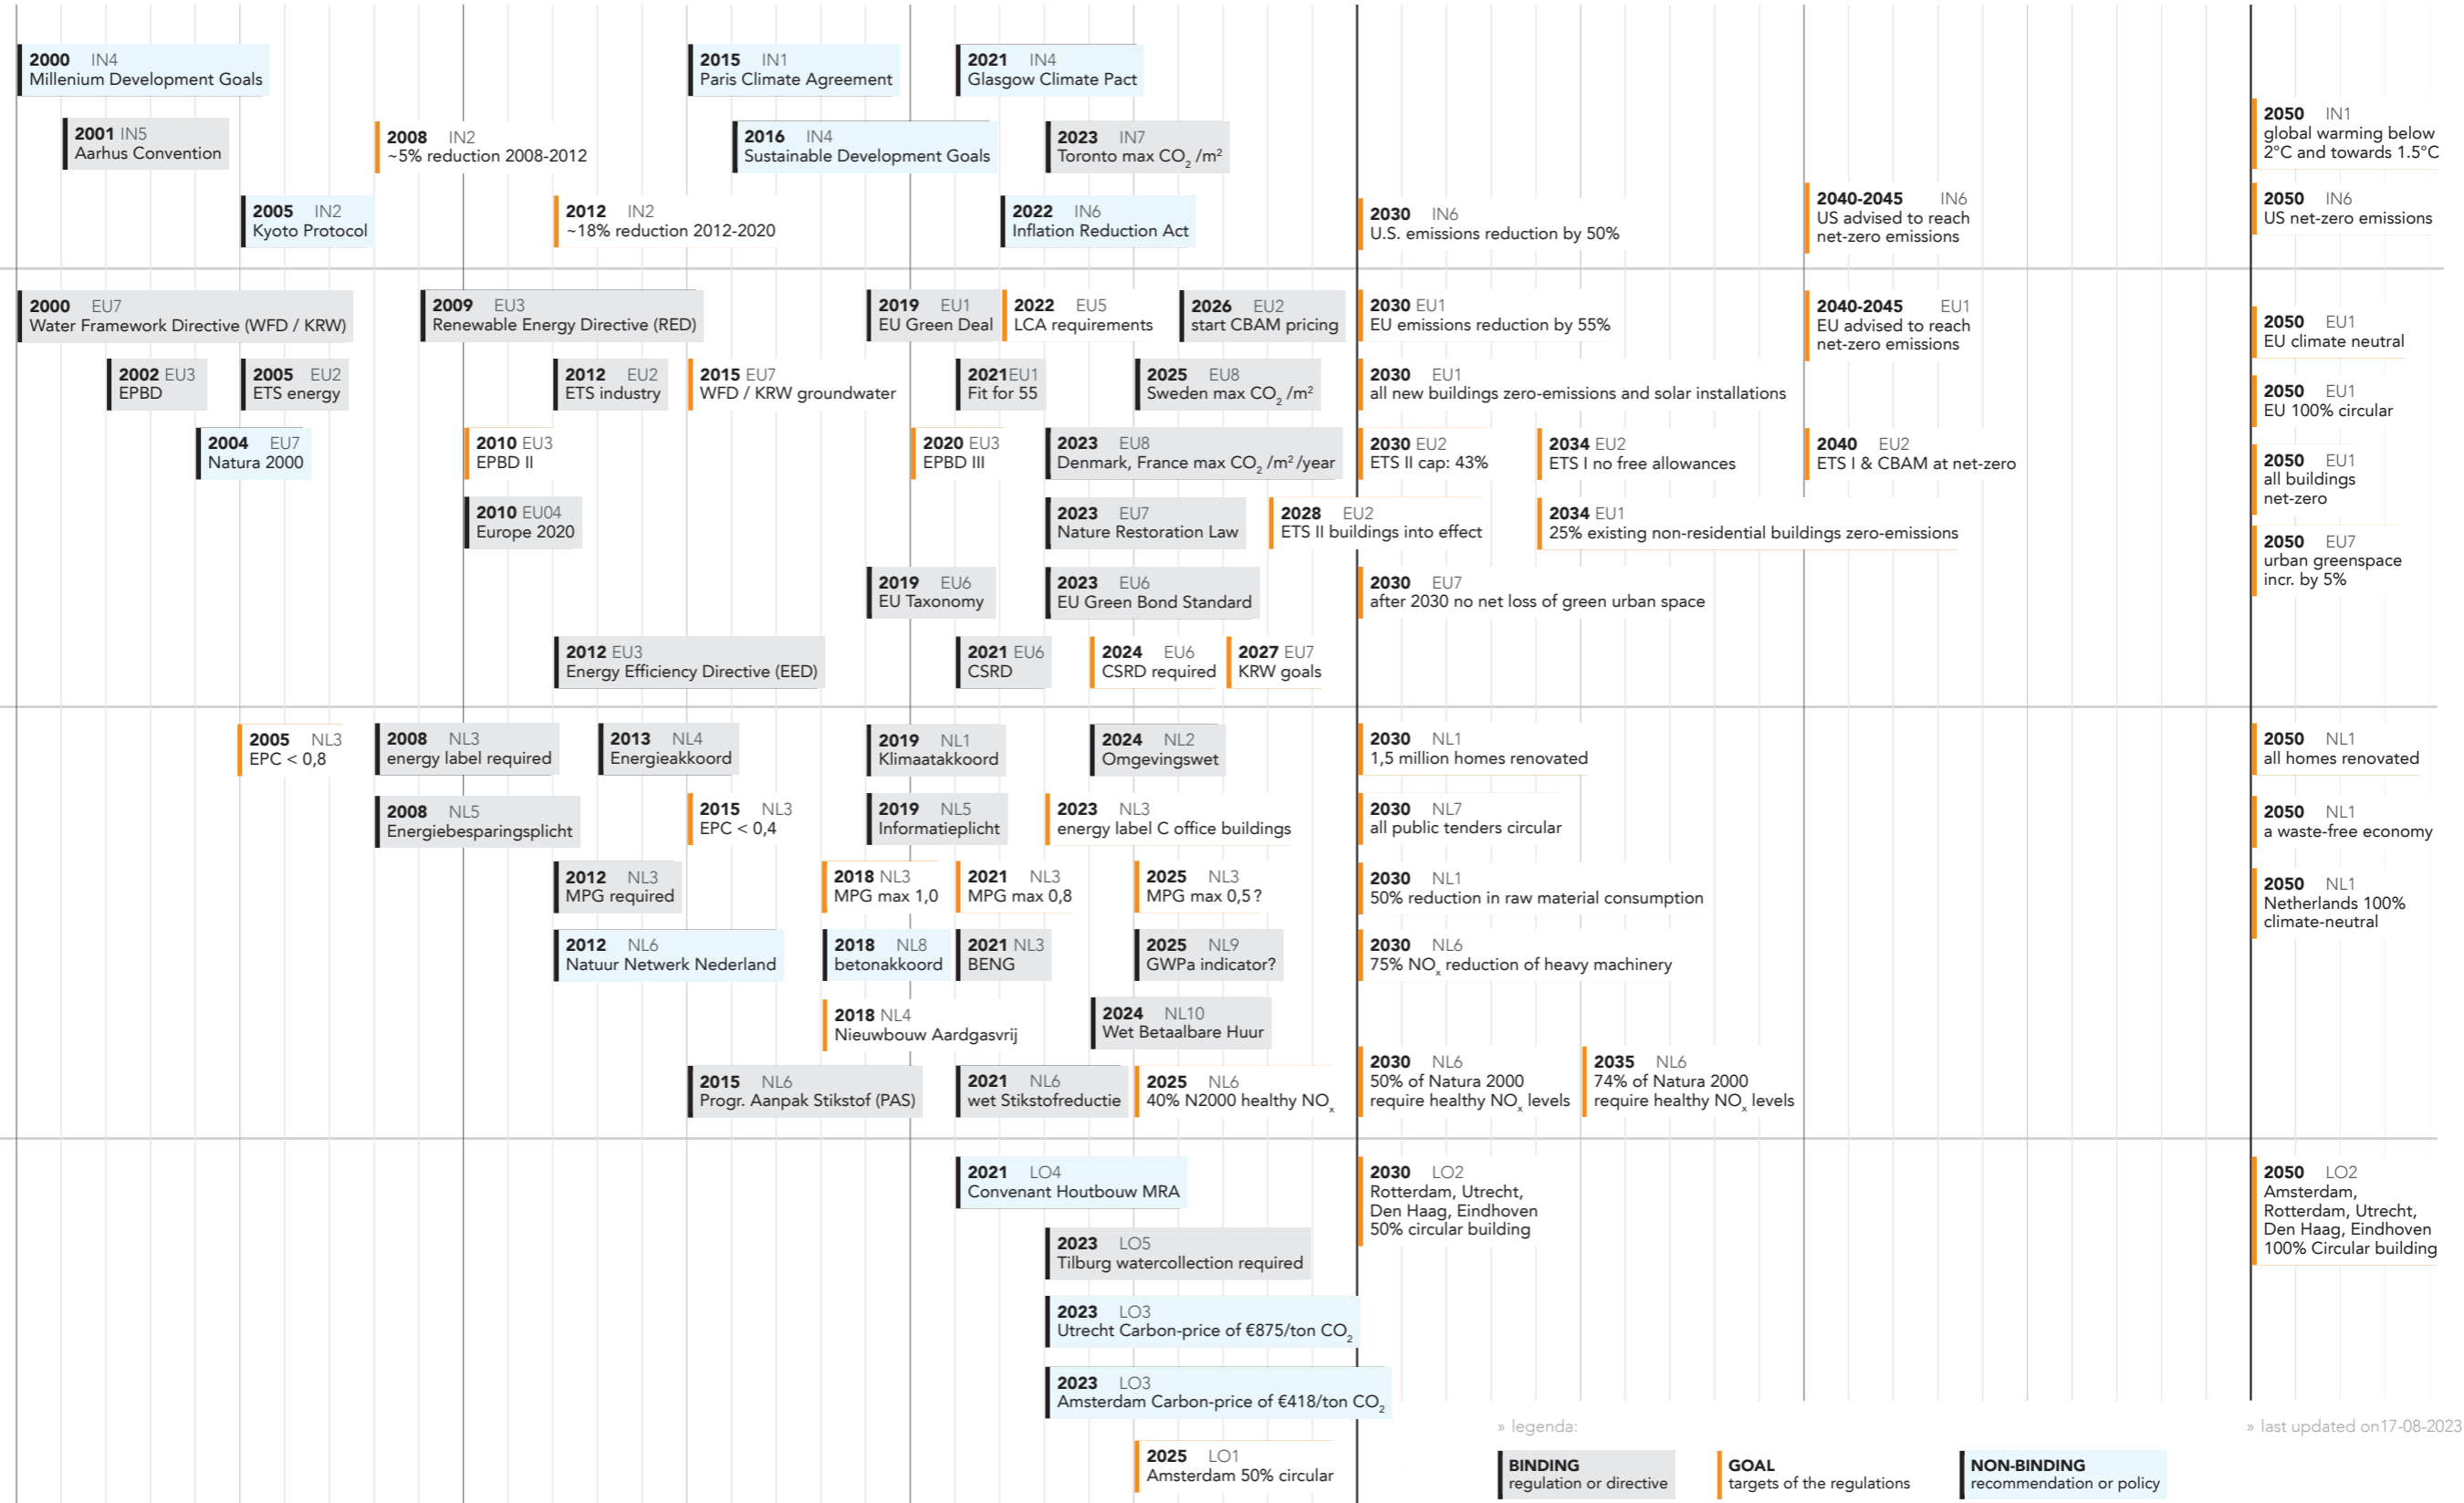 2000 IN4
Millenium Development Goals
2015 IN1
Paris Climate Agreement
2021 IN4
Glasgow Climate Pact
2050 IN1
global warming below
2°C and towards 1.5°C
2001 IN5
Aarhus Convention
2008 IN2
~5% reduction 2008-2012
2016 IN4
Sustainable Development Goals
2023 IN7
Toronto max CO₂ /m²
2005 IN2
Kyoto Protocol
2012 IN2
~18% reduction 2012-2020
2022 IN6
Inflation Reduction Act
2030 IN6
U.S. emissions reduction by 50%
2040-2045 IN6
US advised to reach
net-zero emissions
2050 IN6
US net-zero emissions
2000 EU7
Water Framework Directive (WFD / KRW)
2009 EU3
Renewable Energy Directive (RED)
2019 EU1
EU Green Deal
2022 EU5
LCA requirements
2026 EU2
start CBAM pricing
2030 EU1
EU emissions reduction by 55%
2040-2045 EU1
EU advised to reach
net-zero emissions
2050 EU1
EU climate neutral
2002 EU3
EPBD
2005 EU2
ETS energy
2012 EU2
ETS industry
2015 EU7
WFD / KRW groundwater
2021EU1
Fit for 55
2025 EU8
Sweden max CO₂ /m²
2030 EU1
all new buildings zero-emissions and solar installations
2050 EU1
EU 100% circular
2004 EU7
Natura 2000
2010 EU3
EPBD II
2020 EU3
EPBD III
2023 EU8
Denmark, France max CO₂ /m² /year
2030 EU2
ETS II cap: 43%
2034 EU2
ETS I no free allowances
2040 EU2
ETS I & CBAM at net-zero
2050 EU1
all buildings
net-zero
2010 EU04
Europe 2020
2023 EU7
Nature Restoration Law
2028 EU2
ETS II buildings into effect
2034 EU1
25% existing non-residential buildings zero-emissions
2050 EU7
urban greenspace
incr. by 5%
2019 EU6
EU Taxonomy
2023 EU6
EU Green Bond Standard
2030 EU7
after 2030 no net loss of green urban space
2012 EU3
Energy Efficiency Directive (EED)
2021 EU6
CSRD
2024 EU6
CSRD required
2027 EU7
KRW goals
2005 NL3
EPC < 0,8
2008 NL3
energy label required
2013 NL4
Energieakkoord
2019 NL1
Klimaatakkoord
2024 NL2
Omgevingswet
2030 NL1
1,5 million homes renovated
2050 NL1
all homes renovated
2008 NL5
Energiebesparingsplicht
2015 NL3
EPC < 0,4
2019 NL5
Informatieplicht
2023 NL3
energy label C office buildings
2030 NL7
all public tenders circular
2050 NL1
a waste-free economy
2012 NL3
MPG required
2018 NL3
MPG max 1,0
2021 NL3
MPG max 0,8
2025 NL3
MPG max 0,5 ?
2030 NL1
50% reduction in raw material consumption
2050 NL1
Netherlands 100%
climate-neutral
2012 NL6
Natuur Netwerk Nederland
2018 NL8
betonakkoord
2021 NL3
BENG
2025 NL9
GWPa indicator?
2030 NL6
75% NOₓ reduction of heavy machinery
2018 NL4
Nieuwbouw Aardgasvrij
2024 NL10
Wet Betaalbare Huur
2015 NL6
Progr. Aanpak Stikstof (PAS)
2021 NL6
wet Stikstofreductie
2025 NL6
40% N2000 healthy NOₓ
2030 NL6
50% of Natura 2000
require healthy NOₓ levels
2035 NL6
74% of Natura 2000
require healthy NOₓ levels
2021 LO4
Convenant Houtbouw MRA
2030 LO2
Rotterdam, Utrecht,
Den Haag, Eindhoven
50% circular building
2050 LO2
Amsterdam,
Rotterdam, Utrecht,
Den Haag, Eindhoven
100% Circular building
2023 LO5
Tilburg watercollection required
2023 LO3
Utrecht Carbon-price of €875/ton CO₂
2023 LO3
Amsterdam Carbon-price of €418/ton CO₂
2025 LO1
Amsterdam 50% circular
» legenda:
» last updated on17-08-2023
BINDING
regulation or directive
GOAL
targets of the regulations
NON-BINDING
recommendation or policy